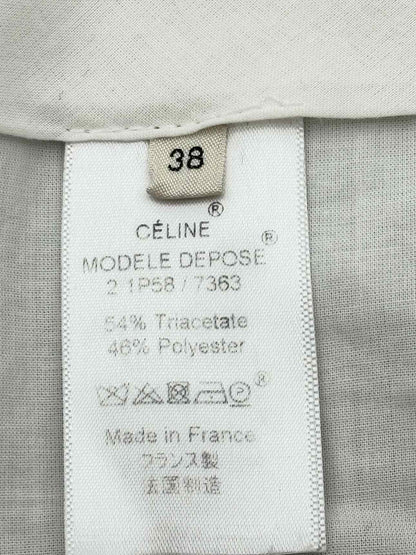 38
CÉLINE®
MODELE DEPOSE®
2 1P58 / 7363
54% Triacetate
46% Polyester
®
Made in France
フランス製
法国制造